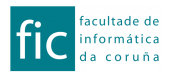 fic
facultade de
informática
da coruña